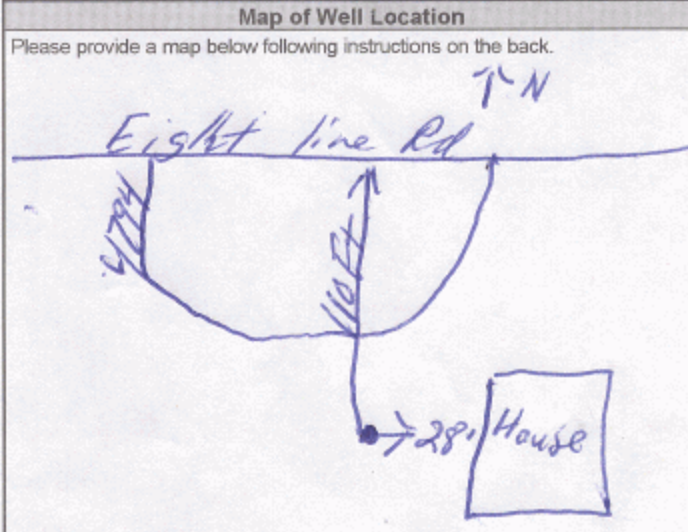 Map of Well Location
Please provide a map below following instructions on the back.
↑ N
Eight line Rd
4794
110 Ft
28'
House